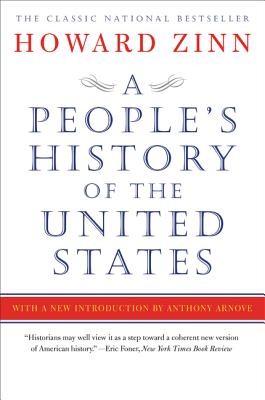 THE CLASSIC NATIONAL BESTSELLER
HOWARD ZINN
A
PEOPLE'S
HISTORY
OF THE
UNITED
STATES
WITH A NEW INTRODUCTION BY ANTHONY ARNOVE
"Historians may well view it as a step toward a coherent new version
of American history."—Eric Foner, New York Times Book Review